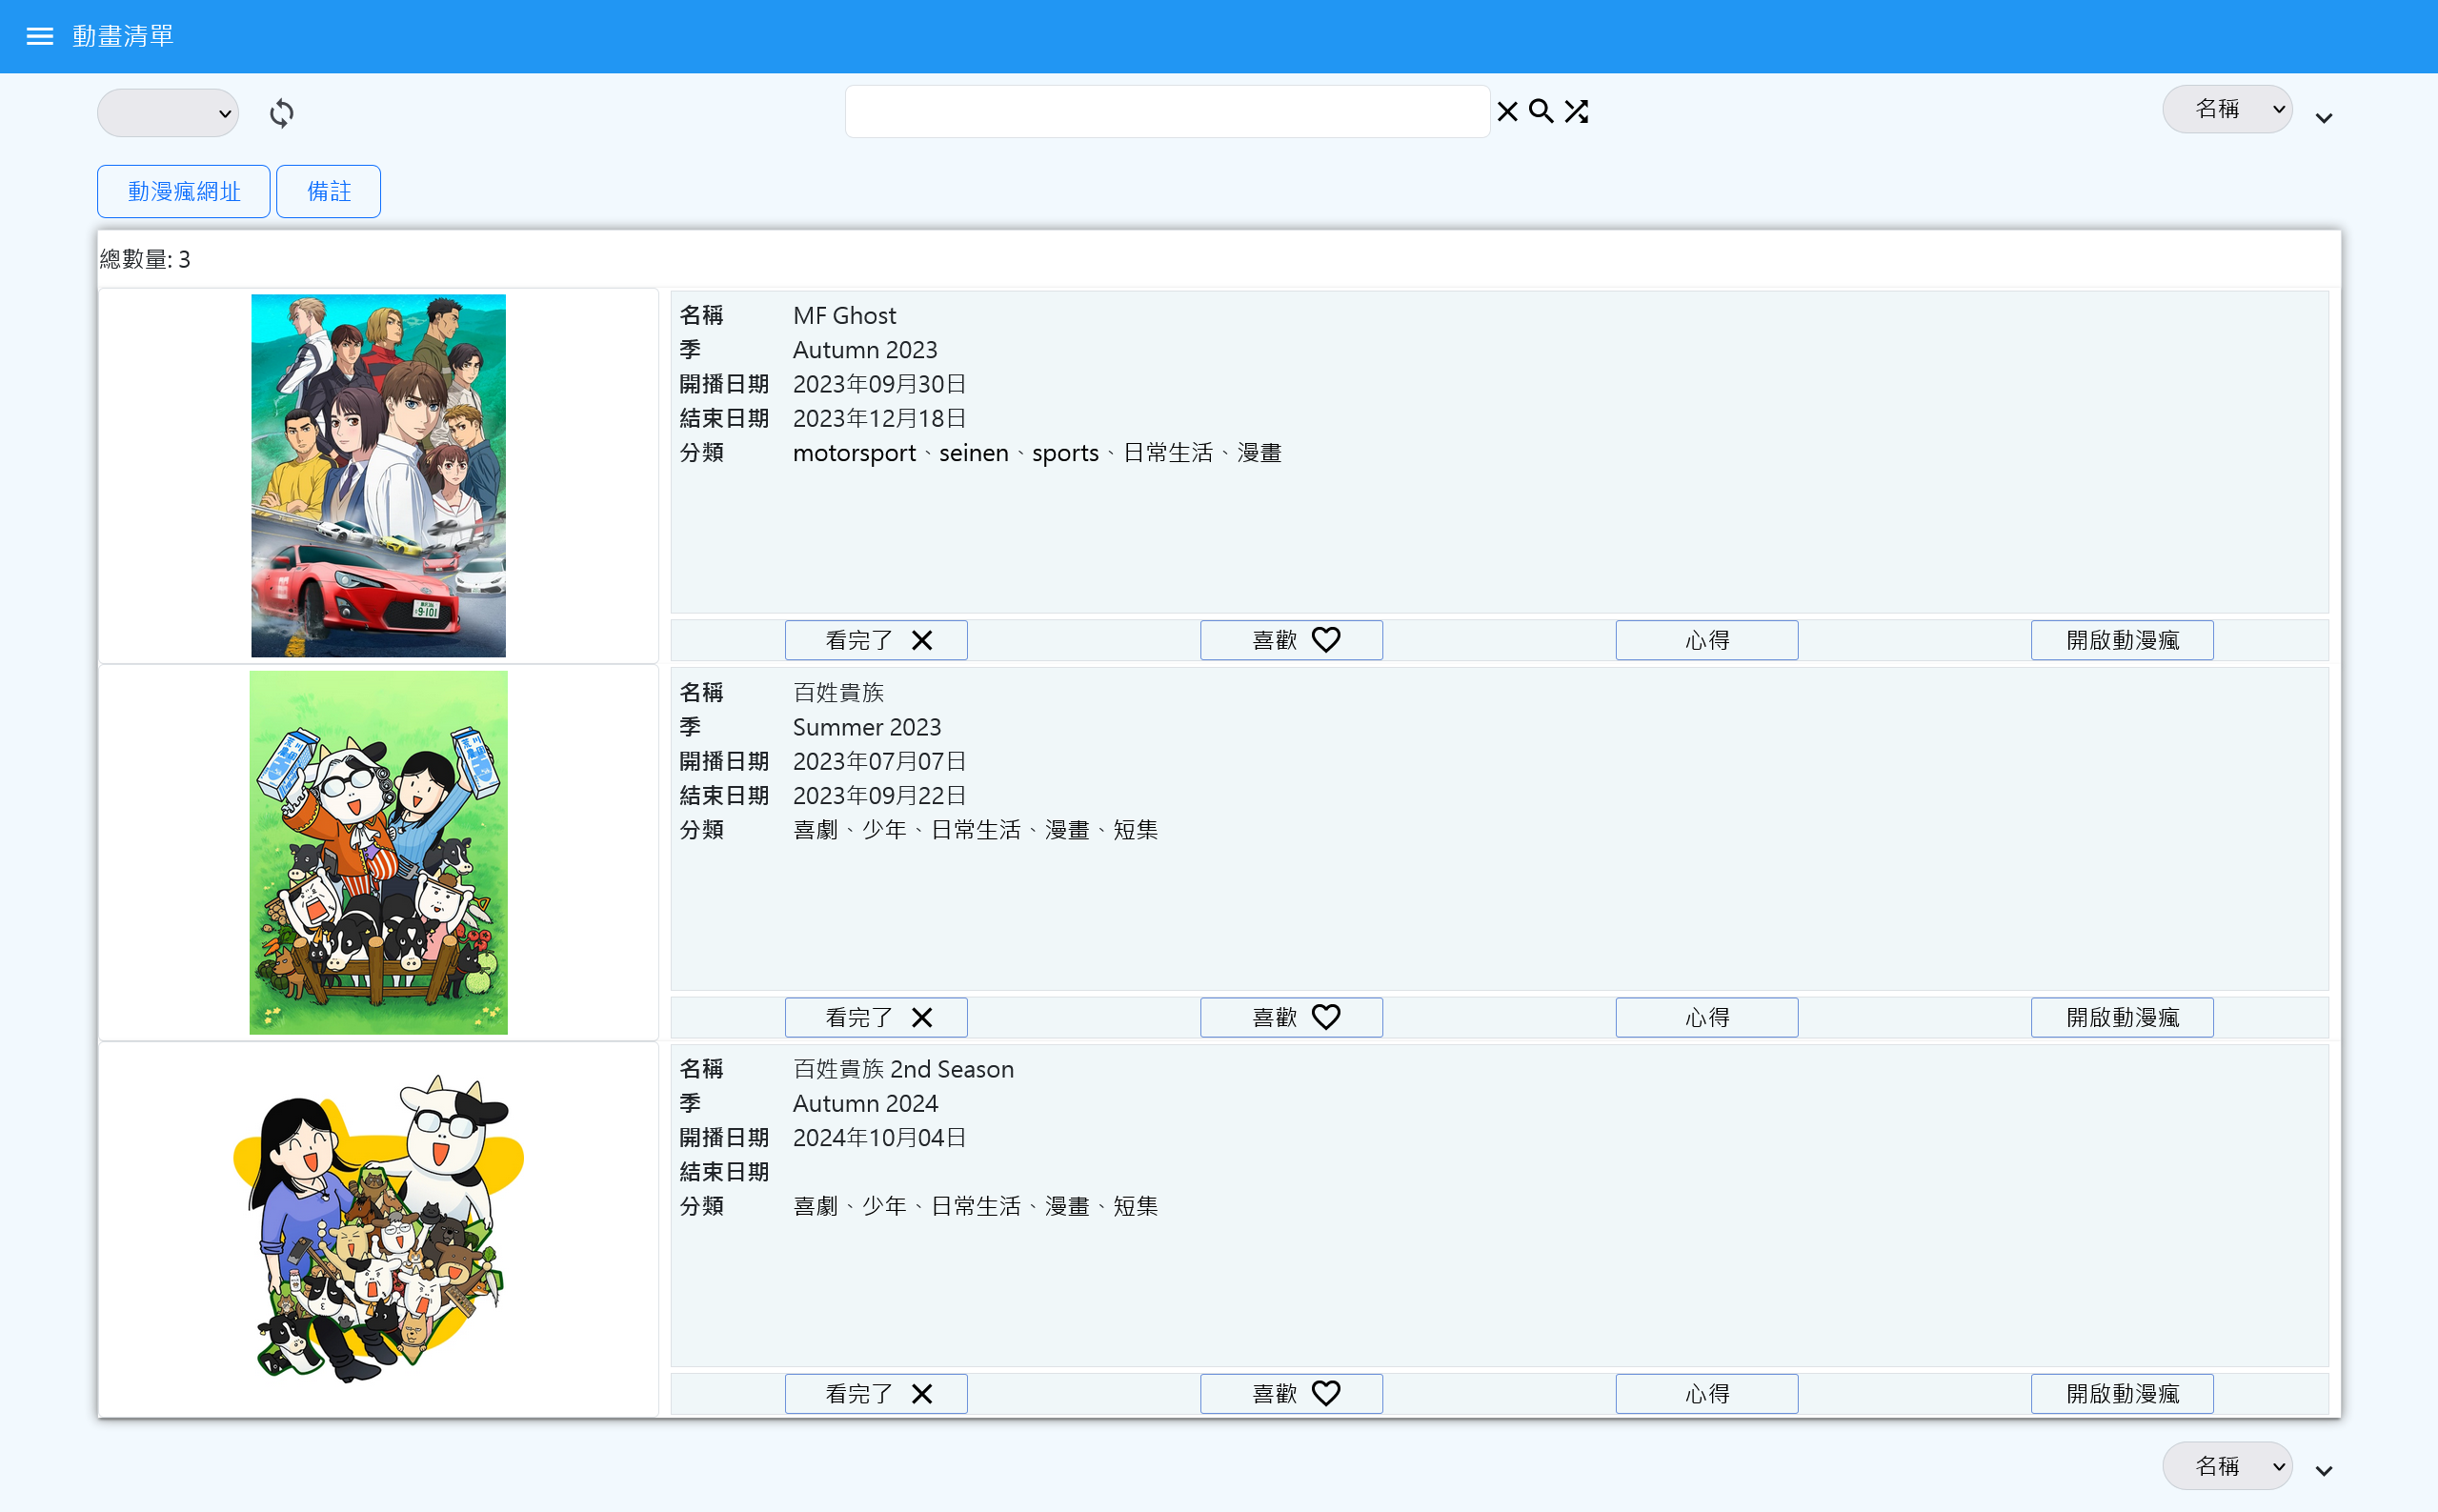 動畫清單
名稱
動漫瘋網址 備註
總數量: 3
名稱 MF Ghost
季 Autumn 2023
開播日期 2023年09月30日
結束日期 2023年12月18日
分類 motorsport、seinen、sports、日常生活、漫畫
9-101
看完了 喜歡 心得 開啟動漫瘋
名稱 百姓貴族
季 Summer 2023
開播日期 2023年07月07日
結束日期 2023年09月22日
分類 喜劇、少年、日常生活、漫畫、短集
看完了 喜歡 心得 開啟動漫瘋
名稱 百姓貴族 2nd Season
季 Autumn 2024
開播日期 2024年10月04日
結束日期
分類 喜劇、少年、日常生活、漫畫、短集
看完了 喜歡 心得 開啟動漫瘋
名稱